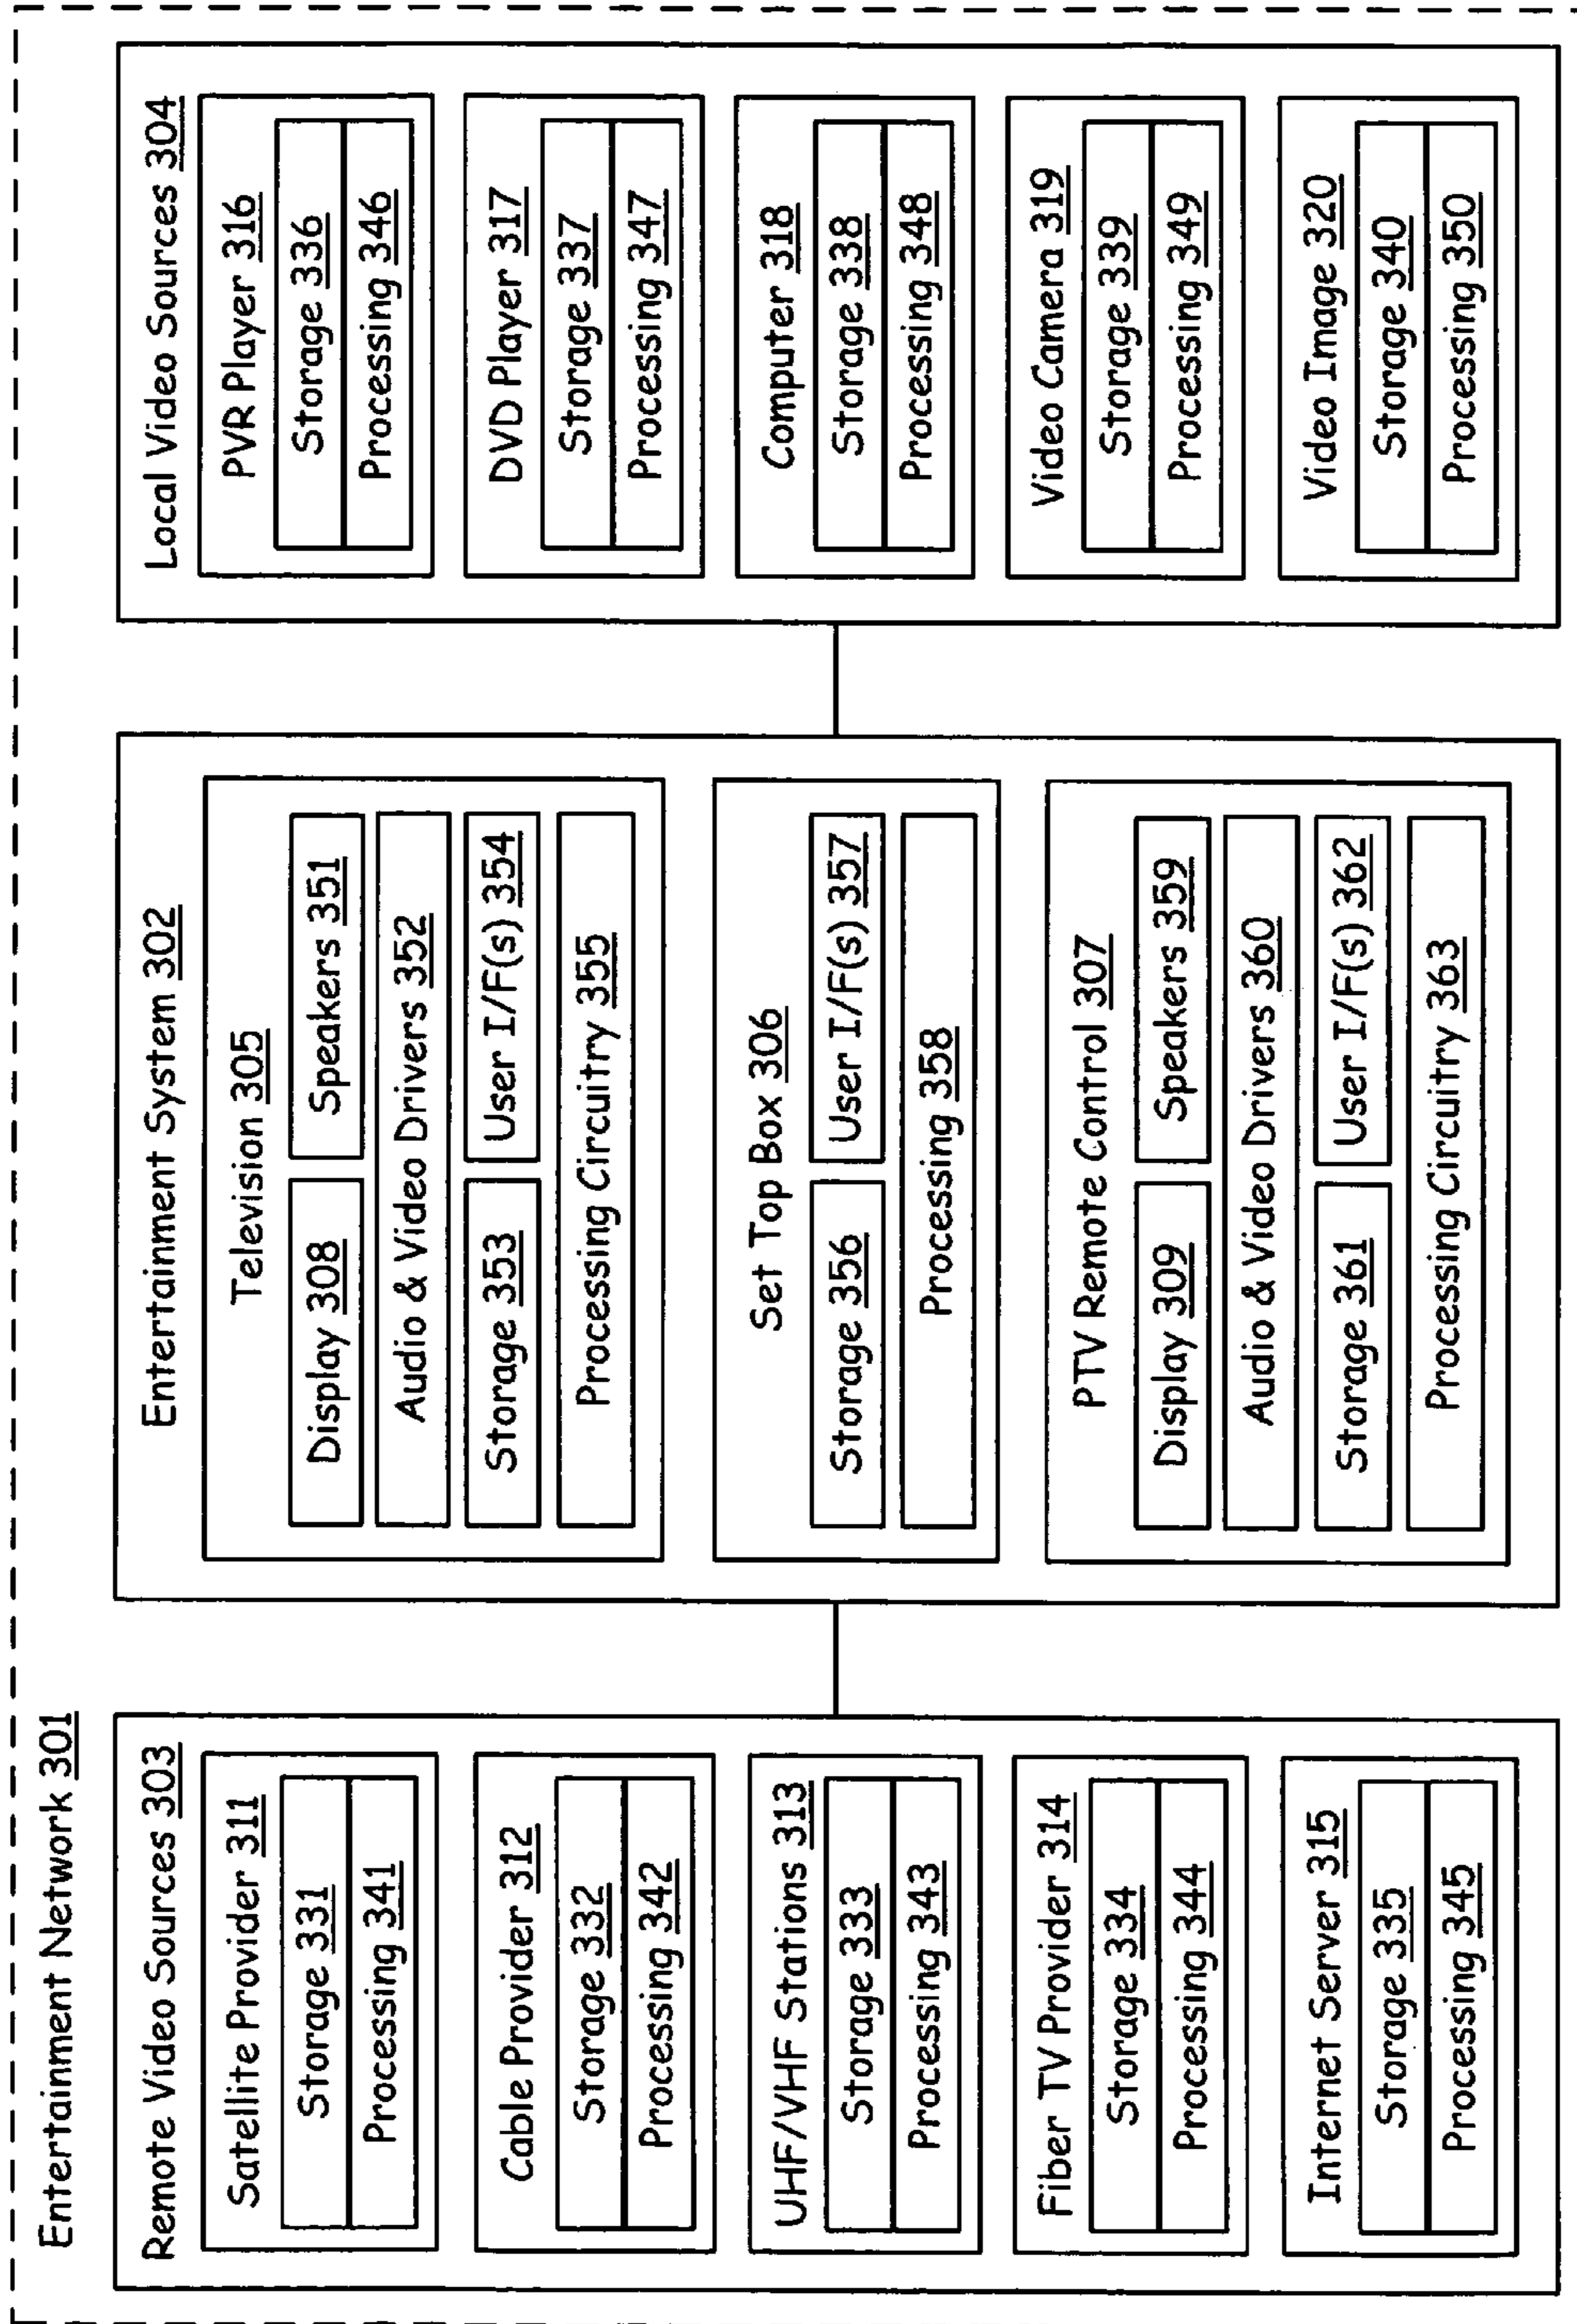 Entertainment Network 301
Remote Video Sources 303
Satellite Provider 311
Storage 331
Processing 341
Cable Provider 312
Storage 332
Processing 342
UHF/VHF Stations 313
Storage 333
Processing 343
Fiber TV Provider 314
Storage 334
Processing 344
Internet Server 315
Storage 335
Processing 345
Entertainment System 302
Television 305
Display 308
Speakers 351
Audio & Video Drivers 352
Storage 353
User I/F(s) 354
Processing Circuitry 355
Set Top Box 306
Storage 356
User I/F(s) 357
Processing 358
PTV Remote Control 307
Display 309
Speakers 359
Audio & Video Drivers 360
Storage 361
User I/F(s) 362
Processing Circuitry 363
Local Video Sources 304
PVR Player 316
Storage 336
Processing 346
DVD Player 317
Storage 337
Processing 347
Computer 318
Storage 338
Processing 348
Video Camera 319
Storage 339
Processing 349
Video Image 320
Storage 340
Processing 350